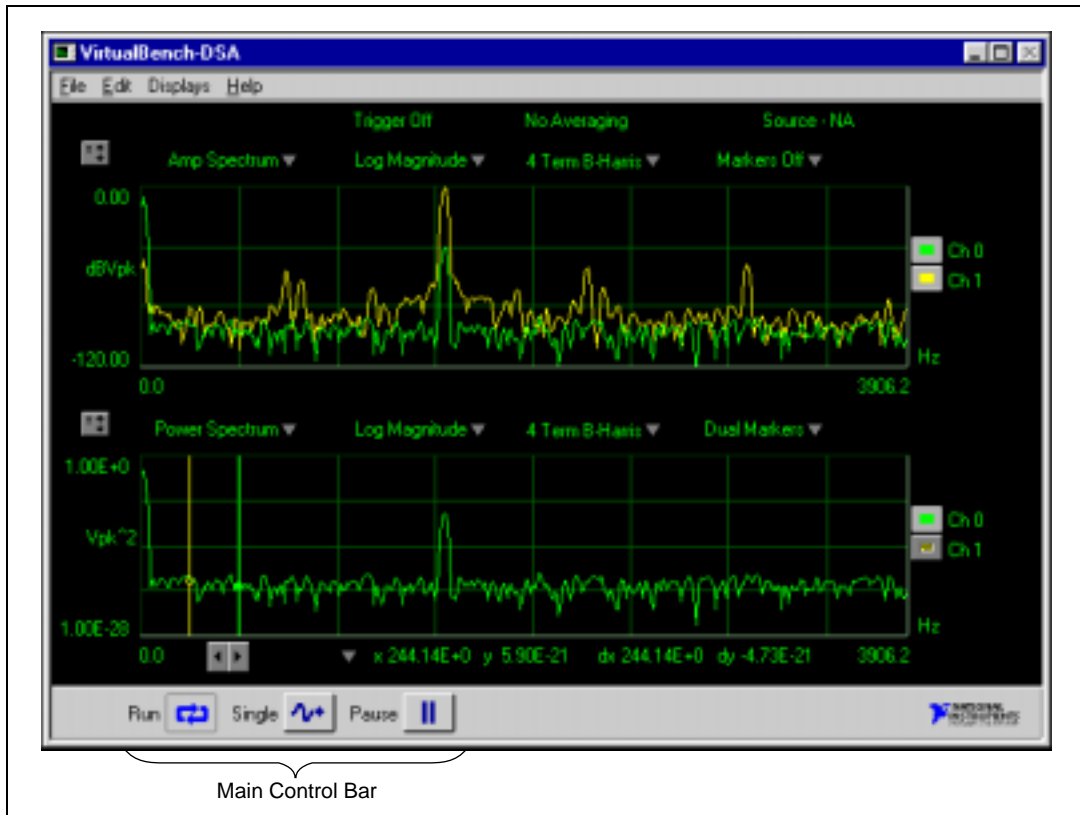 VirtualBench-DSA
File Edit Displays Help
Trigger Off No Averaging Source - NA
Amp Spectrum Log Magnitude 4 Term B-Harris Markers Off
0.00
dBVpk
-120.00
Ch 0
Ch 1
Hz
0.0 3906.2
Power Spectrum Log Magnitude 4 Term B-Harris Dual Markers
1.00E+0
Vpk^2
1.00E-28
Ch 0
Ch 1
Hz
0.0 x 244.14E+0 y 5.90E-21 dx 244.14E+0 dy -4.73E-21 3906.2
Run Single Pause
NATIONAL
INSTRUMENTS
Main Control Bar